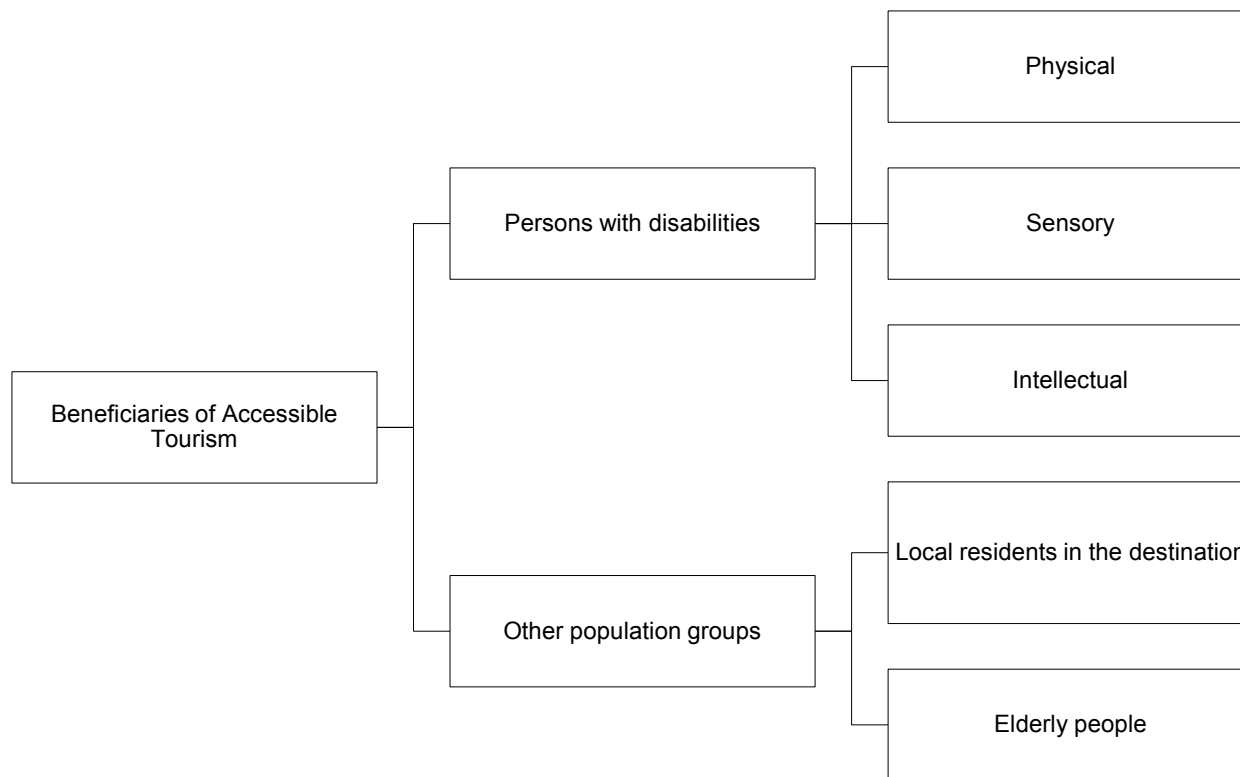 Physical
Persons with disabilities
Sensory
Intellectual
Beneficiaries of Accessible
Tourism
Local residents in the destination
Other population groups
Elderly people